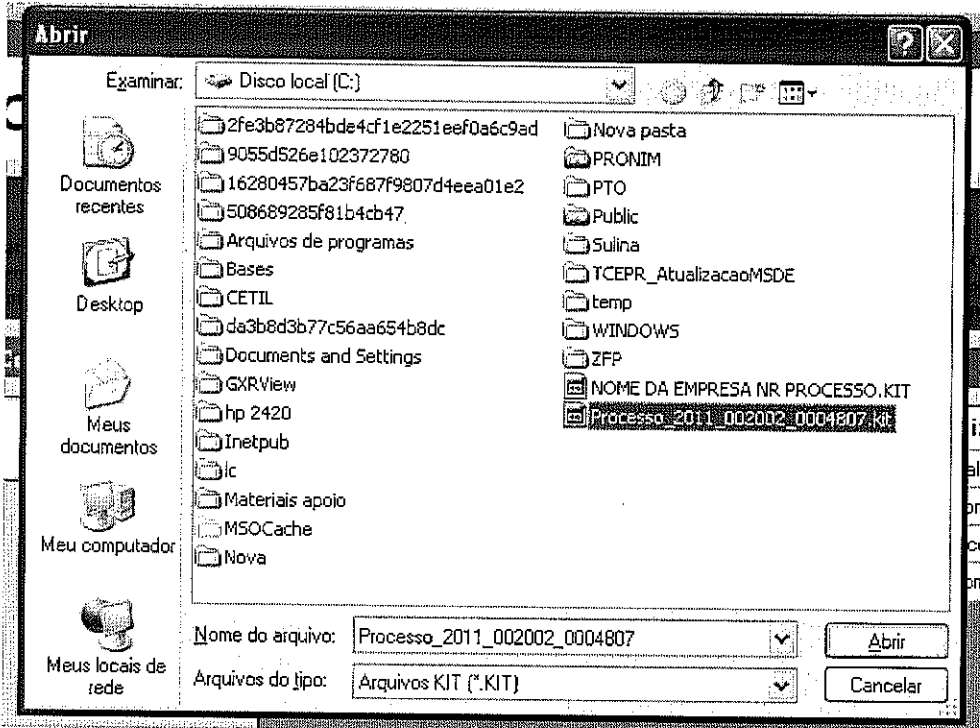 Abrir
Examinar:
Disco local (C:)
Documentos
recentes
Desktop
Meus
documentos
Meu computador
Meus locais de
rede
2fe3b87284bde4cf1e2251eef0a6c9ad
9055d526e102372780
16280457ba23f687f9807d4eea01e2
508689285f81b4cb47
Arquivos de programas
Bases
CETIL
da3b8d3b77c56aa654b8dc
Documents and Settings
GXRView
hp 2420
Inetpub
lc
Materiais apoio
MSOCache
Nova
Nova pasta
PRONIM
PTO
Public
Sulina
TCEPR_AtualizacaoMSDE
temp
WINDOWS
ZFP
NOME DA EMPRESA NR PROCESSO.KIT
Processo_2011_002002_0004807.kit
Nome do arquivo:
Processo_2011_002002_0004807
Abrir
Arquivos do tipo:
Arquivos KIT (*.KIT)
Cancelar